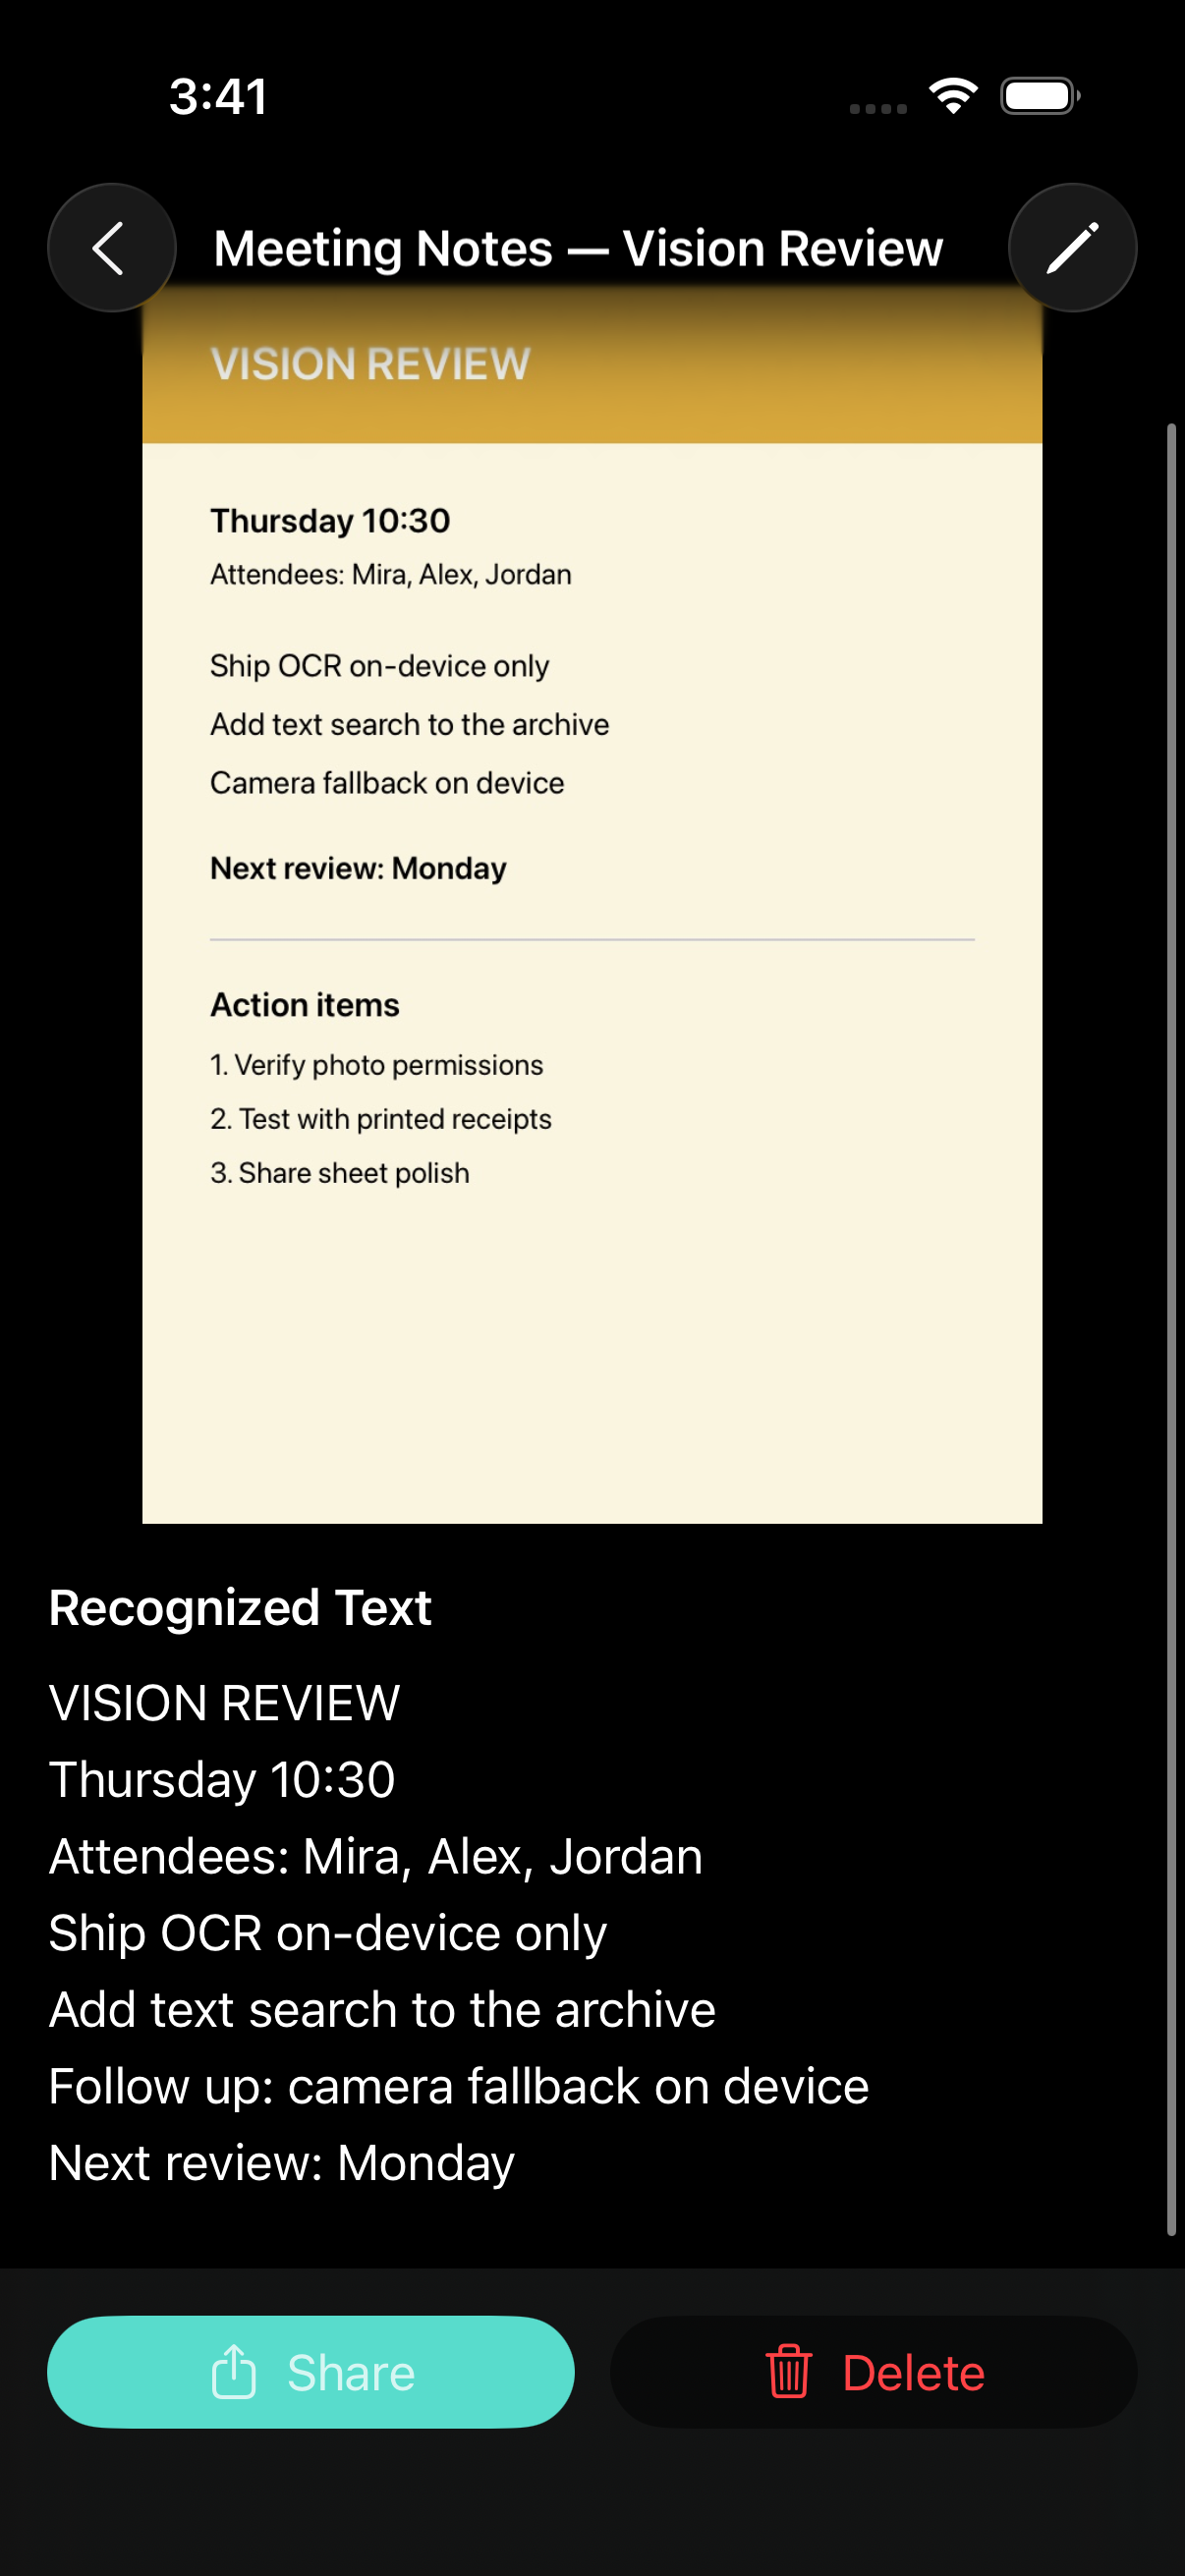 3:41
Meeting Notes — Vision Review
VISION REVIEW
Thursday 10:30
Attendees: Mira, Alex, Jordan
Ship OCR on-device only
Add text search to the archive
Camera fallback on device
Next review: Monday
Action items
1. Verify photo permissions
2. Test with printed receipts
3. Share sheet polish
Recognized Text
VISION REVIEW
Thursday 10:30
Attendees: Mira, Alex, Jordan
Ship OCR on-device only
Add text search to the archive
Follow up: camera fallback on device
Next review: Monday
Share
Delete